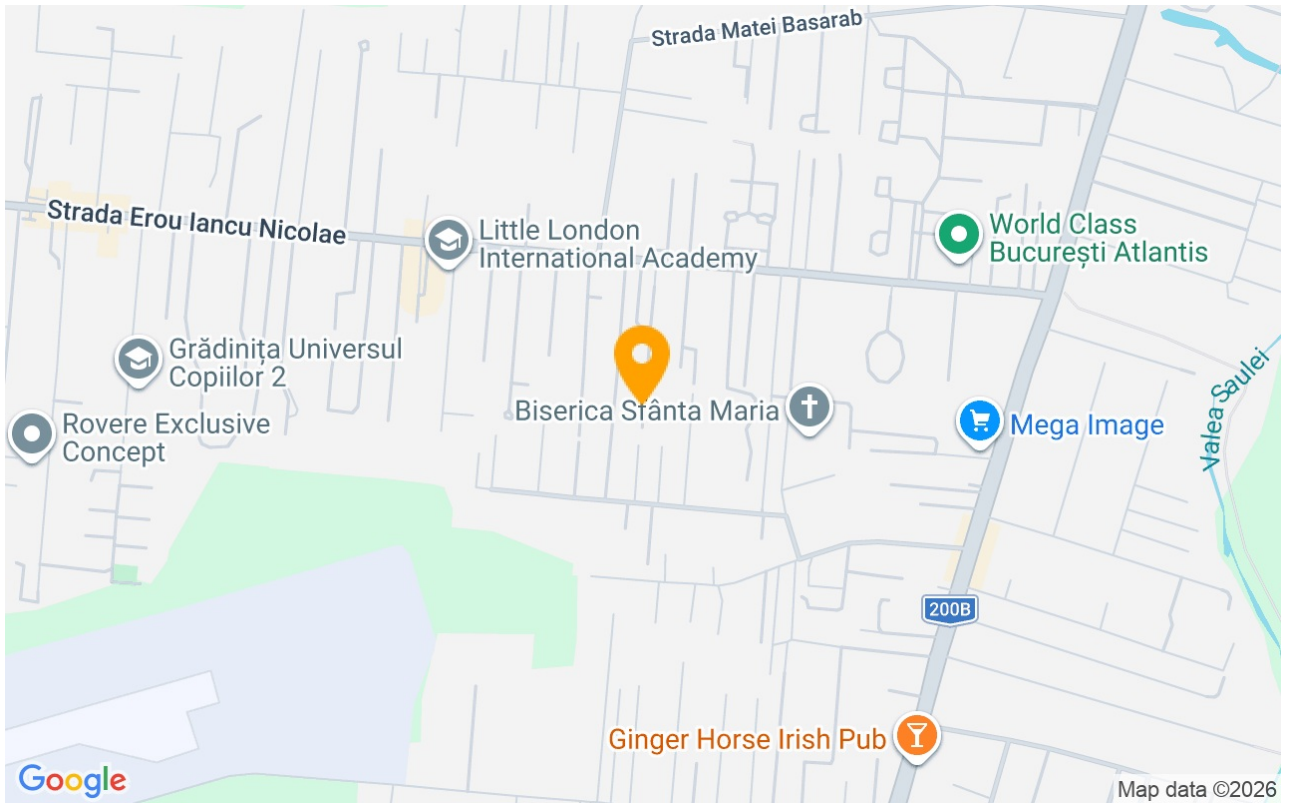 Strada Matei Basarab
Strada Erou Iancu Nicolae
Little London
International Academy
World Class
București Atlantis
Grădinița Universul
Copiilor 2
Rovere Exclusive
Concept
Biserica Sfânta Maria
Mega Image
Valea Saulei
200B
Ginger Horse Irish Pub
Google
Map data ©2026